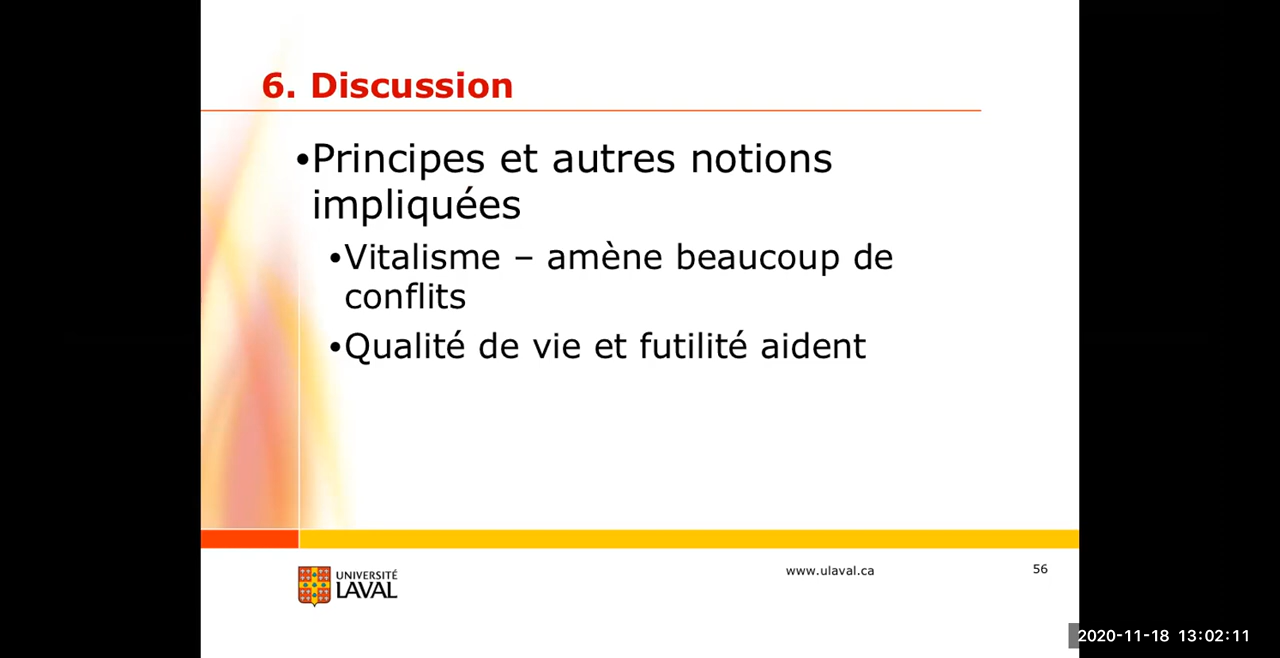 6. Discussion
•Principes et autres notions
impliquées
•Vitalisme – amène beaucoup de
conflits
•Qualité de vie et futilité aident
UNIVERSITÉ
LAVAL
www.ulaval.ca
56
2020-11-18 13:02:11